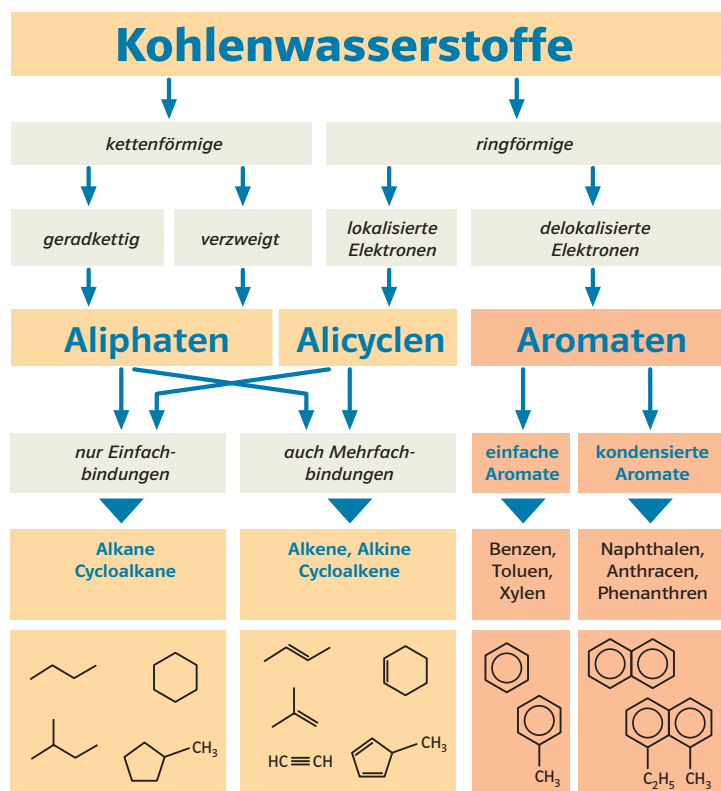 Kohlenwasserstoffe
kettenförmige
ringförmige
geradkettig
verzweigt
lokalisierte
Elektronen
delokalisierte
Elektronen
Aliphaten
Alicyclen
Aromaten
nur Einfach-
bindungen
auch Mehrfach-
bindungen
einfache
Aromate
kondensierte
Aromate
Alkane
Cycloalkane
Alkene, Alkine
Cycloalkene
Benzen,
Toluen,
Xylen
Naphthalen,
Anthracen,
Phenanthren
CH₃
HC≡CH
CH₃
CH₃
C₂H₅
CH₃